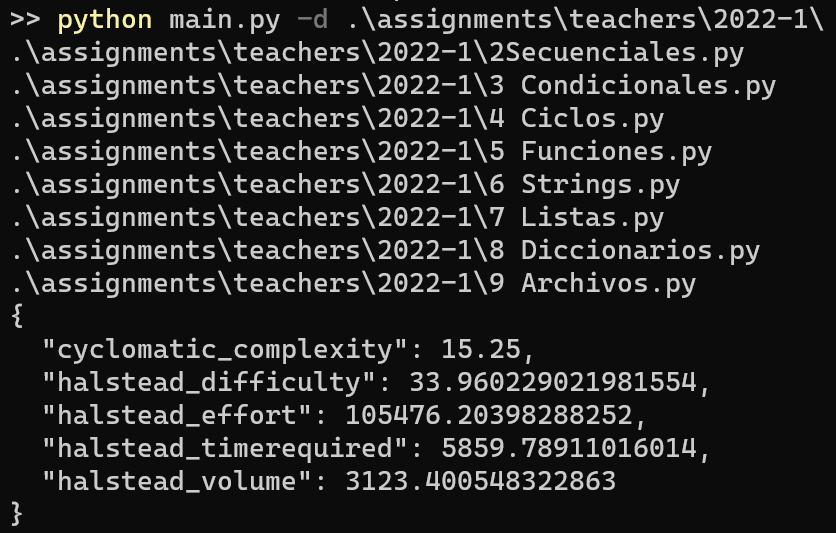 >> python main.py -d .\assignments\teachers\2022-1\
.\assignments\teachers\2022-1\2Secuenciales.py
.\assignments\teachers\2022-1\3 Condicionales.py
.\assignments\teachers\2022-1\4 Ciclos.py
.\assignments\teachers\2022-1\5 Funciones.py
.\assignments\teachers\2022-1\6 Strings.py
.\assignments\teachers\2022-1\7 Listas.py
.\assignments\teachers\2022-1\8 Diccionarios.py
.\assignments\teachers\2022-1\9 Archivos.py
{
  "cyclomatic_complexity": 15.25,
  "halstead_difficulty": 33.960229021981554,
  "halstead_effort": 105476.20398288252,
  "halstead_timerequired": 5859.78911016014,
  "halstead_volume": 3123.400548322863
}